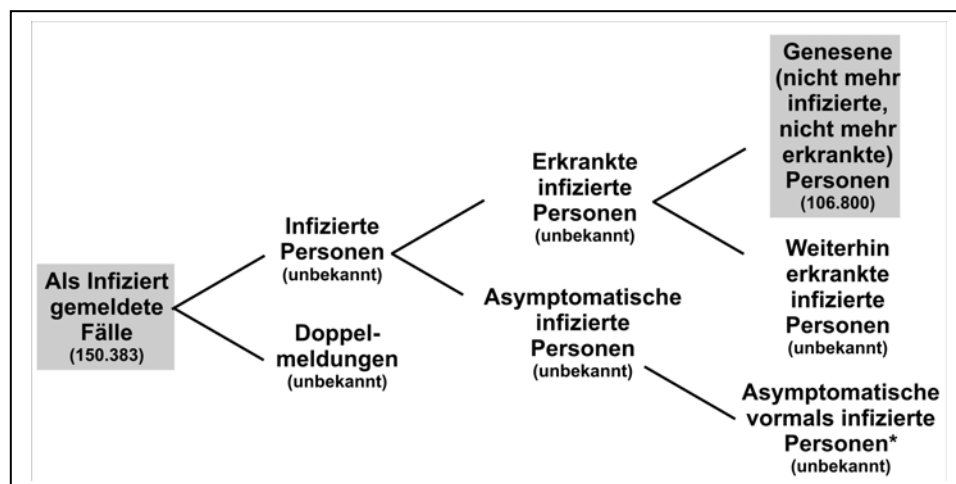 Als Infiziert
gemeldete
Fälle
(150.383)
Infizierte
Personen
(unbekannt)
Doppel-
meldungen
(unbekannt)
Erkrankte
infizierte
Personen
(unbekannt)
Asymptomatische
infizierte
Personen
(unbekannt)
Genesene
(nicht mehr
infizierte,
nicht mehr
erkrankte)
Personen
(106.800)
Weiterhin
erkrankte
infizierte
Personen
(unbekannt)
Asymptomatische
vormals infizierte
Personen*
(unbekannt)